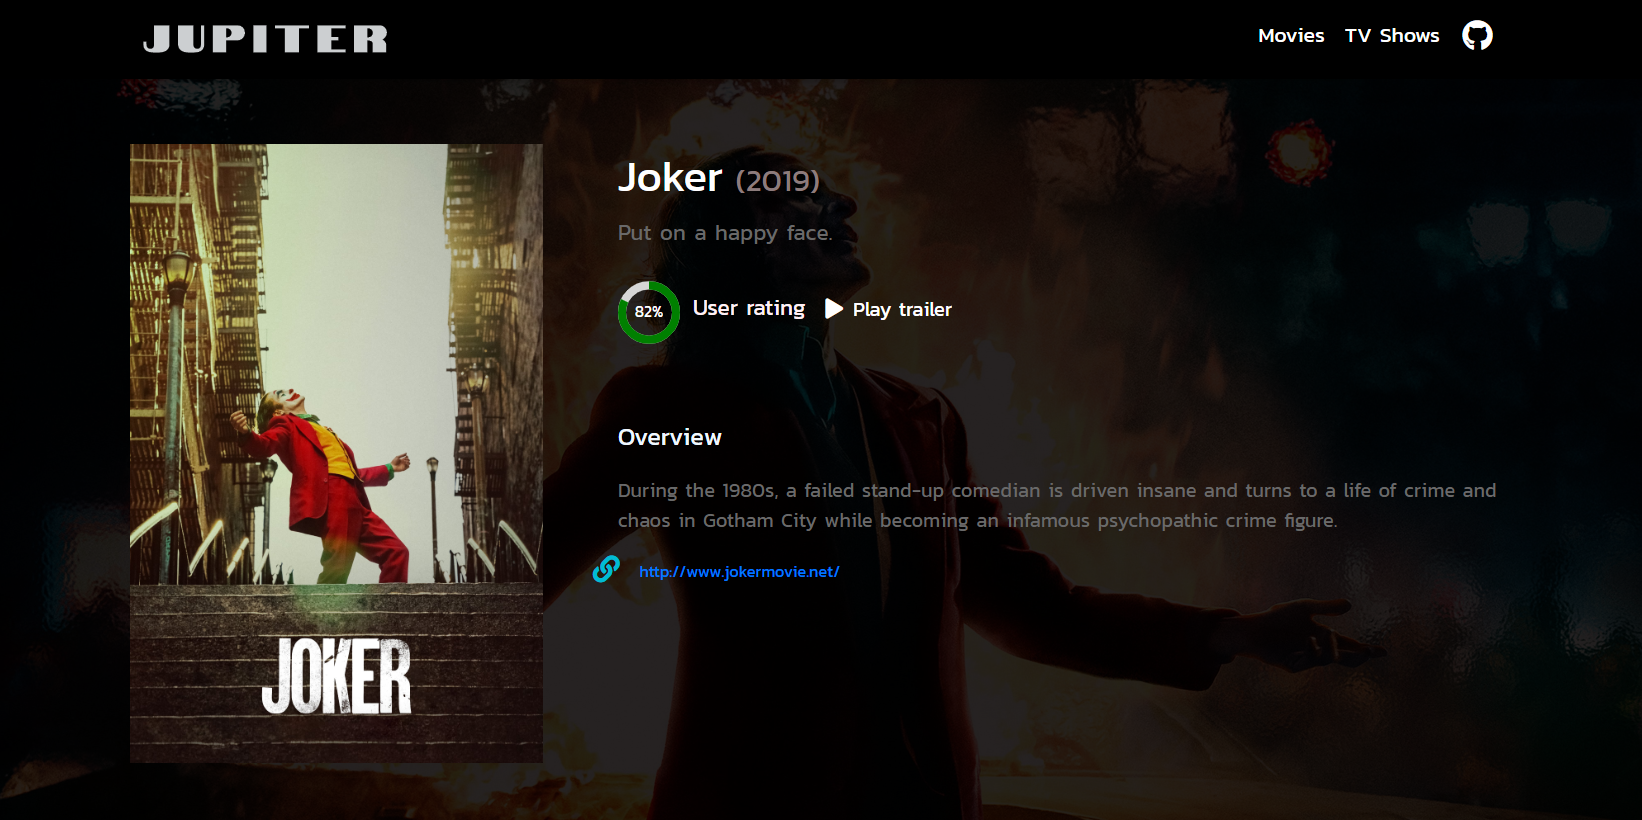 JUPITER
Movies TV Shows
Joker (2019)
Put on a happy face.
82% User rating Play trailer
Overview
During the 1980s, a failed stand-up comedian is driven insane and turns to a life of crime and
chaos in Gotham City while becoming an infamous psychopathic crime figure.
http://www.jokermovie.net/
JOKER